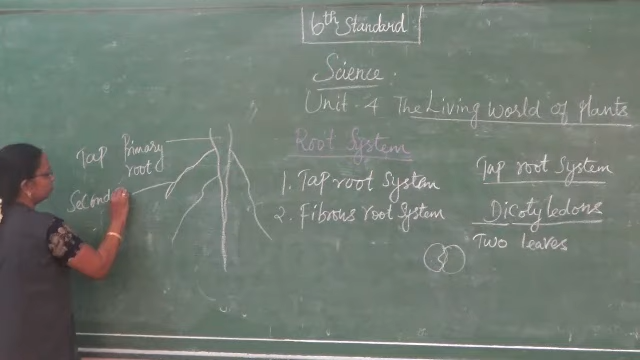 6th Standard
Science:
Unit. 4 The Living world of plants
Root System
1. Tap root System
2. Fibrous root System
Tap root System
Dicotyledons
Two leaves
Tap Primary
root
Second